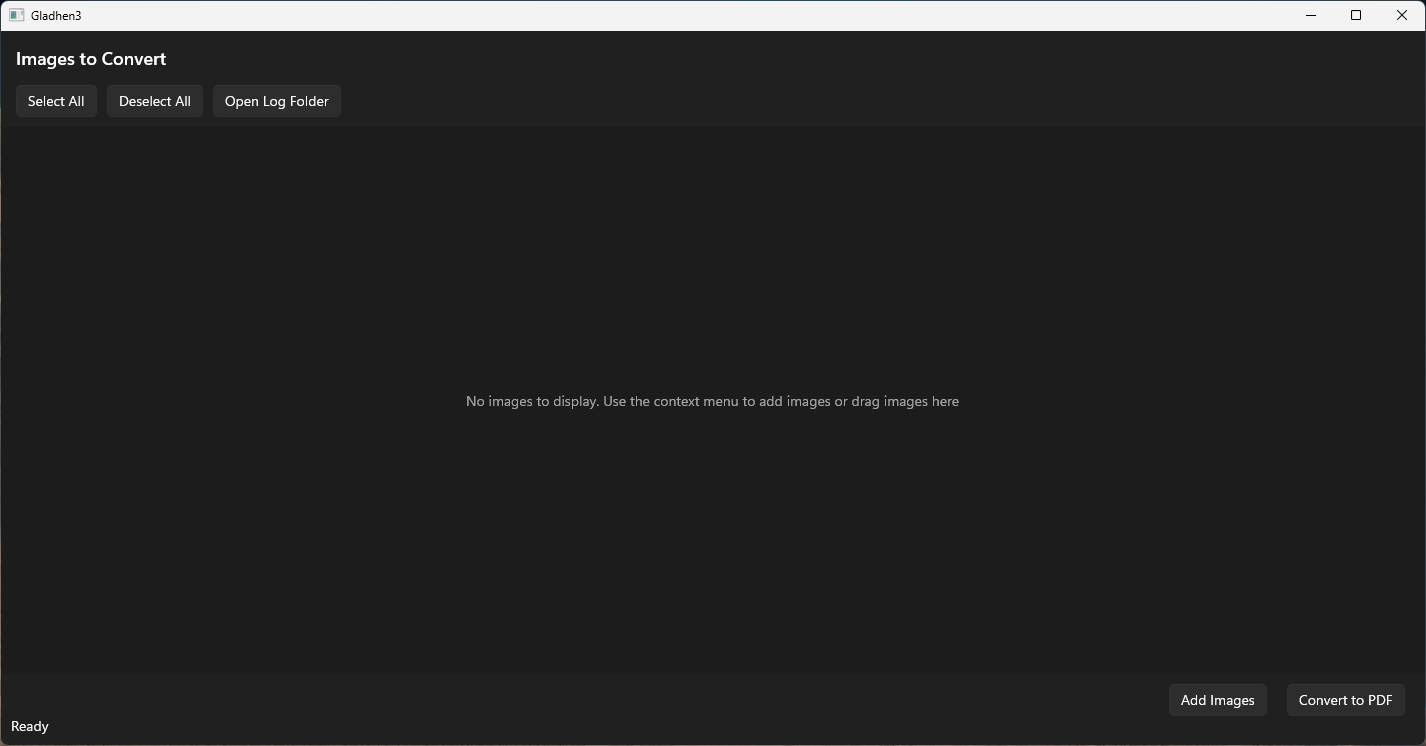 Gladhen3
Images to Convert
Select All
Deselect All
Open Log Folder
No images to display. Use the context menu to add images or drag images here
Add Images
Convert to PDF
Ready